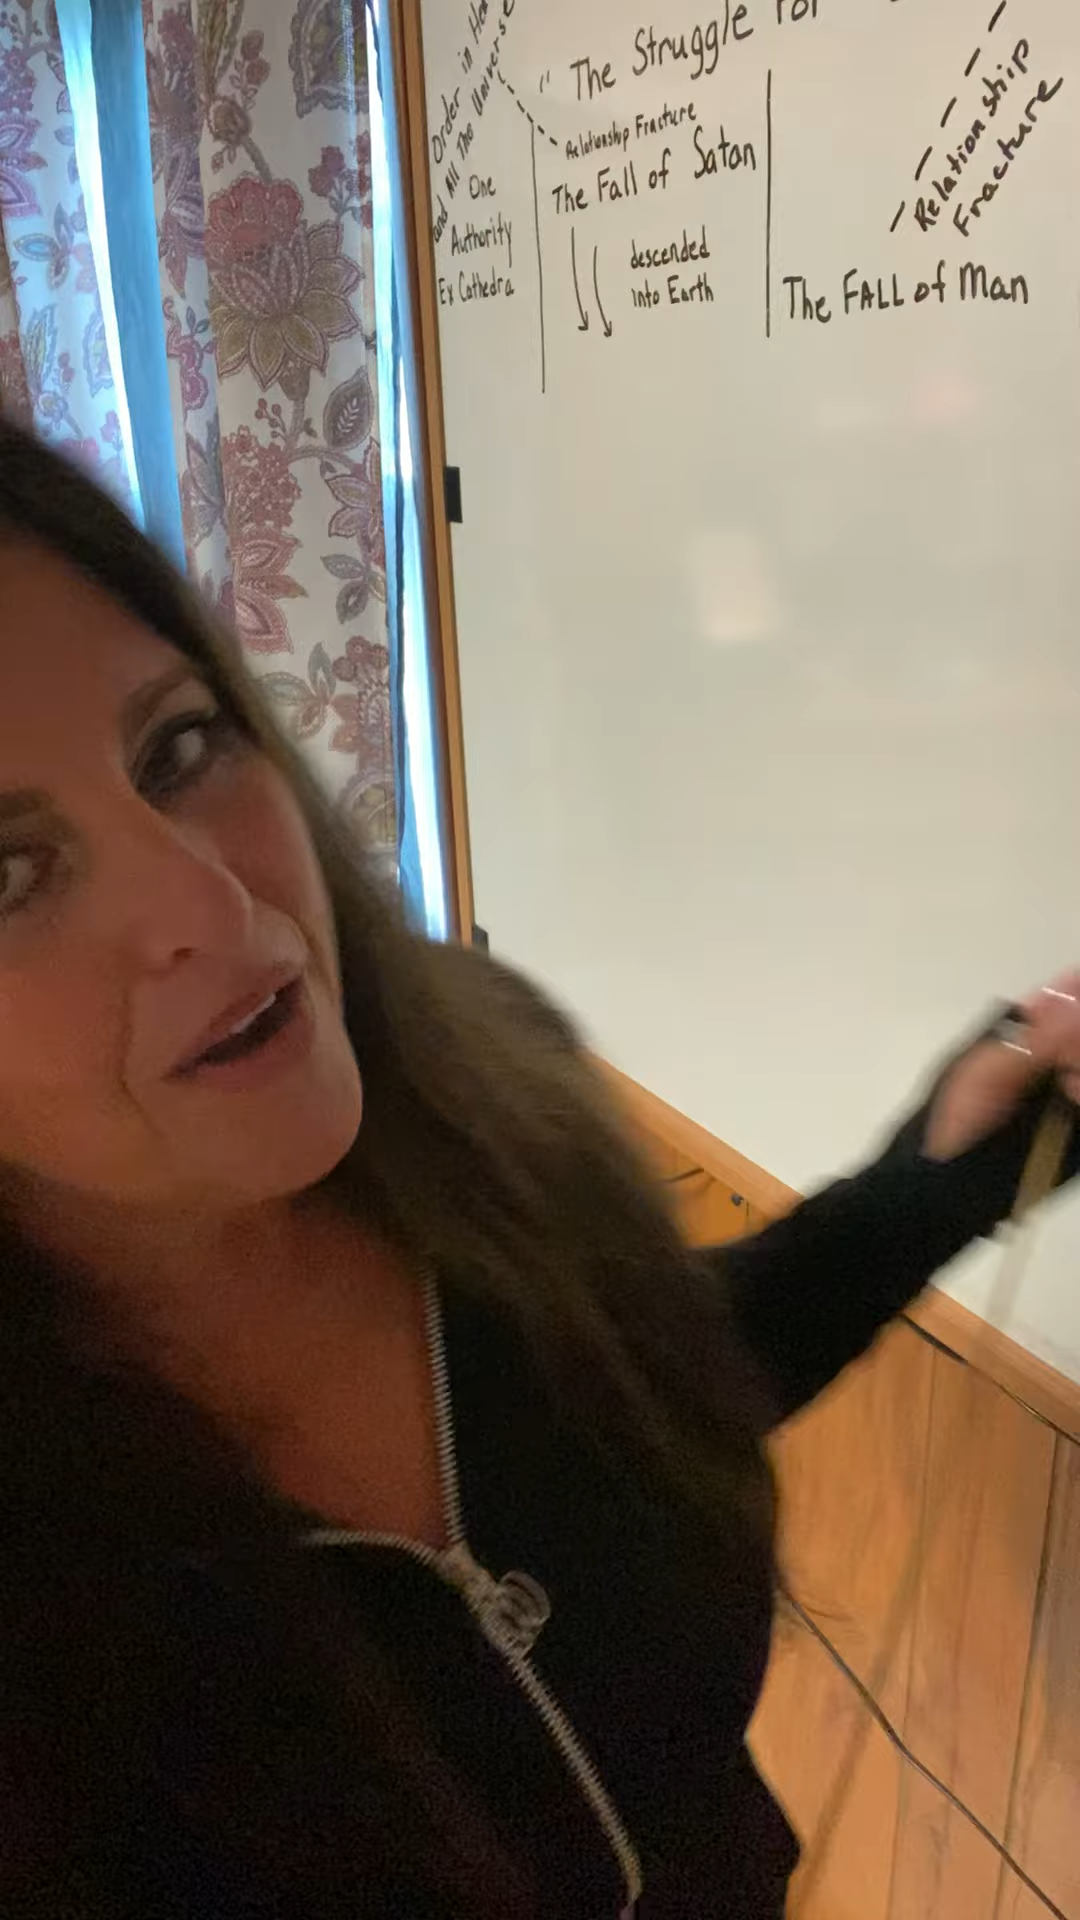 "The Struggle For
Order in
and All The Universe
One
Authority
Ex Cathedra
Relationship Fracture
The Fall of Satan
descended
into Earth
Relationship
Fracture
The FALL of Man